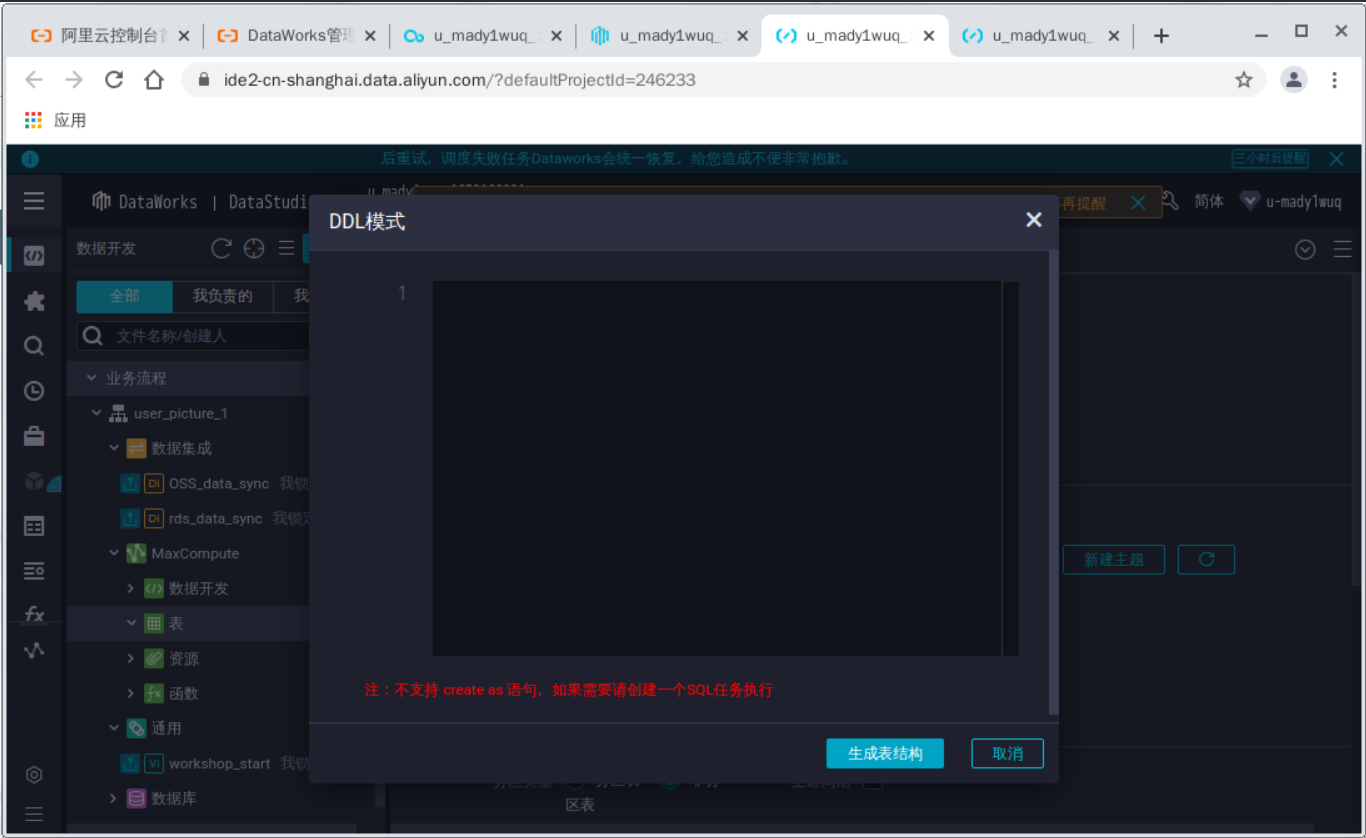 阿里云控制台首
DataWorks管理
u_mady1wuq_
u_mady1wuq_
u_mady1wuq_
u_mady1wuq_
ide2-cn-shanghai.data.aliyun.com/?defaultProjectId=246233
应用
后重试，调度失败任务Dataworks会统一恢复，给您造成不便非常抱歉。
三小时后提醒
DataWorks | DataStudi
u_mady1
再提醒
简体
u-mady1wuq
DDL模式
数据开发
1
全部
我负责的
我
文件名称/创建人
业务流程
user_picture_1
数据集成
Di OSS_data_sync 我锁
Di rds_data_sync 我锁定
MaxCompute
新建主题
数据开发
表
资源
fx 函数
注：不支持 create as 语句，如果需要请创建一个SQL任务执行
通用
生成表结构
取消
Vi workshop_start 我锁
数据库
区表